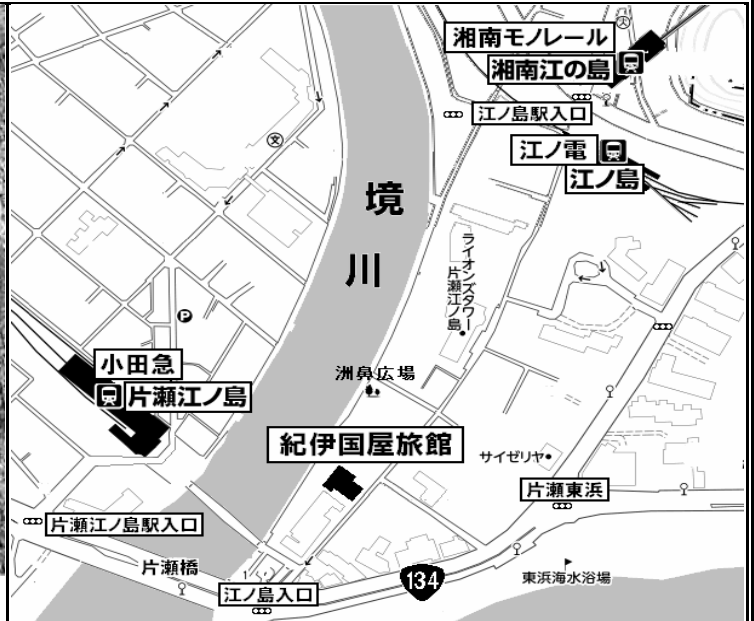 湘南モノレール
湘南江の島
江ノ島駅入口
江ノ電
江ノ島
文
文
境
川
ライオンズタワー
片瀬江ノ島
P
小田急
片瀬江ノ島
洲鼻広場
紀伊国屋旅館
サイゼリヤ
片瀬東浜
片瀬江ノ島駅入口
片瀬橋
134
東浜海水浴場
江ノ島入口